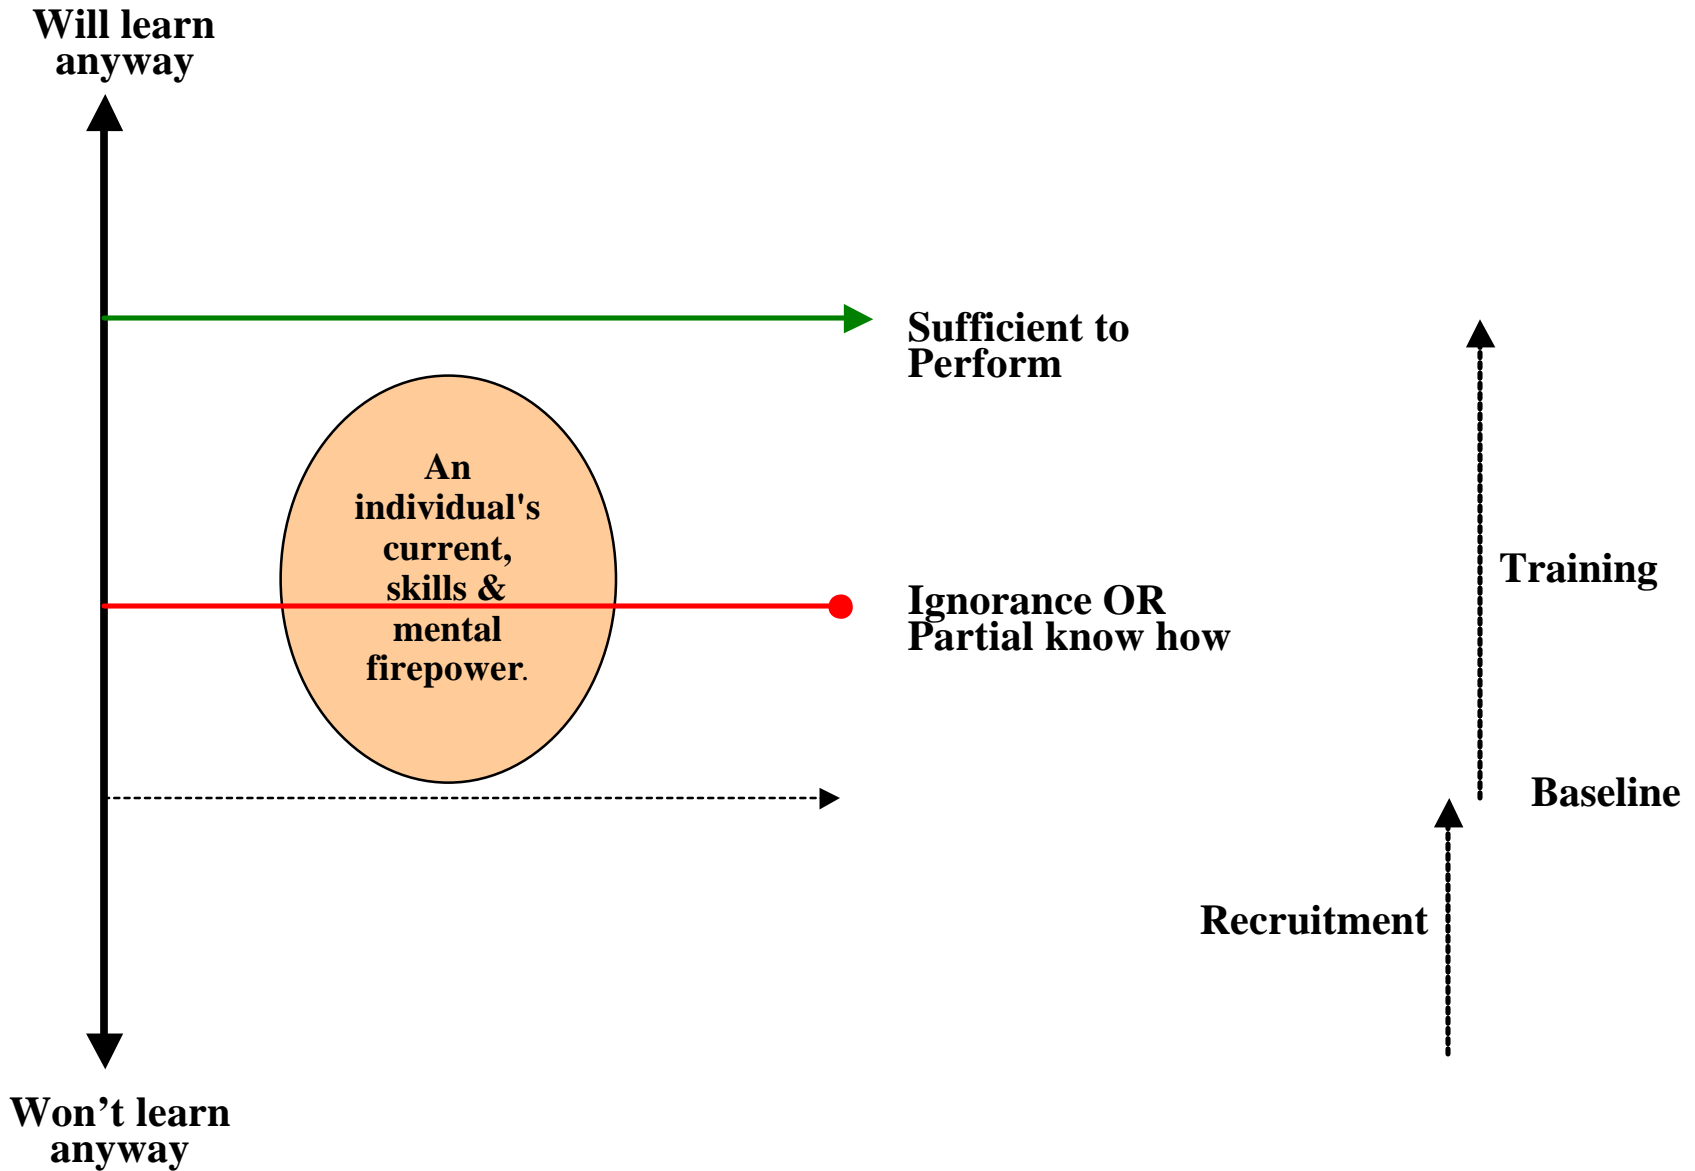 Will learn
anyway
Sufficient to
Perform
An
individual's
current,
skills &
mental
firepower.
Ignorance OR
Partial know how
Training
Baseline
Recruitment
Won’t learn
anyway